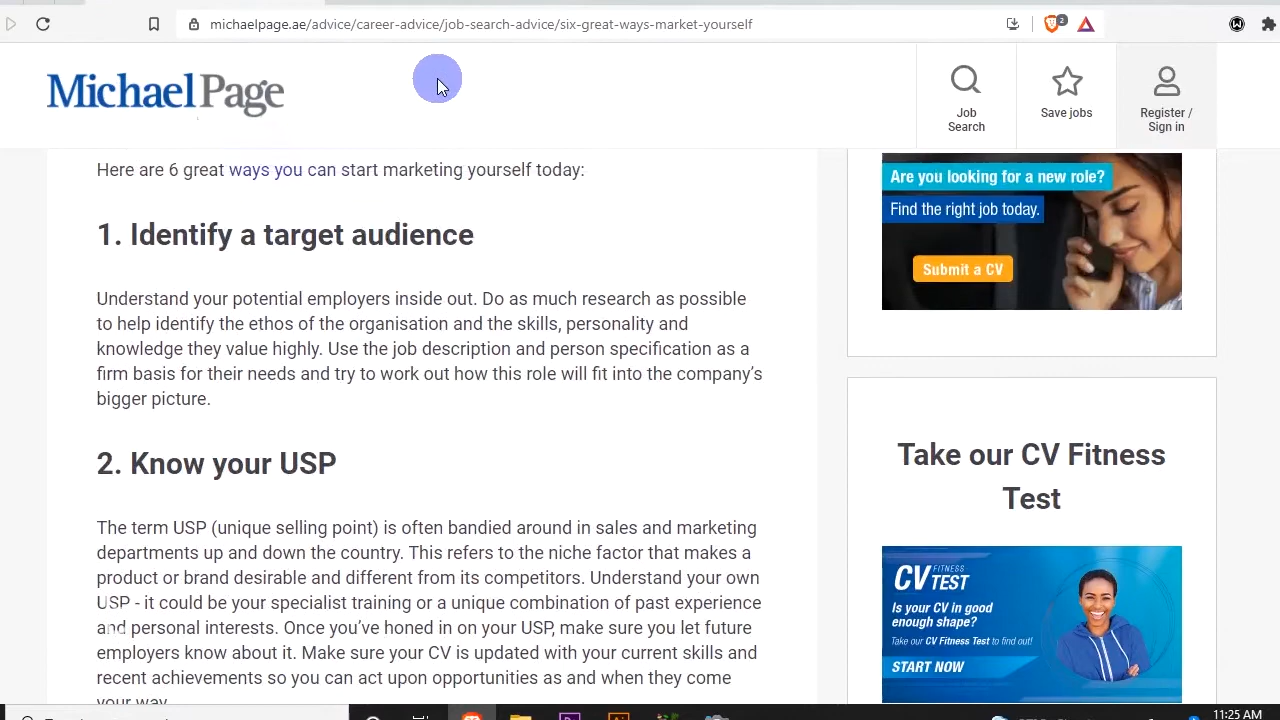 michaelpage.ae/advice/career-advice/job-search-advice/six-great-ways-market-yourself
2
Michael Page
Job
Search
Save jobs
Register /
Sign in
Here are 6 great ways you can start marketing yourself today:
1. Identify a target audience
Understand your potential employers inside out. Do as much research as possible
to help identify the ethos of the organisation and the skills, personality and
knowledge they value highly. Use the job description and person specification as a
firm basis for their needs and try to work out how this role will fit into the company’s
bigger picture.
2. Know your USP
The term USP (unique selling point) is often bandied around in sales and marketing
departments up and down the country. This refers to the niche factor that makes a
product or brand desirable and different from its competitors. Understand your own
USP - it could be your specialist training or a unique combination of past experience
and personal interests. Once you’ve honed in on your USP, make sure you let future
employers know about it. Make sure your CV is updated with your current skills and
recent achievements so you can act upon opportunities as and when they come
your way.
Are you looking for a new role?
Find the right job today.
Submit a CV
Take our CV Fitness
Test
CV FITNESS TEST
Is your CV in good
enough shape?
Take our CV Fitness Test to find out!
START NOW
11:25 AM